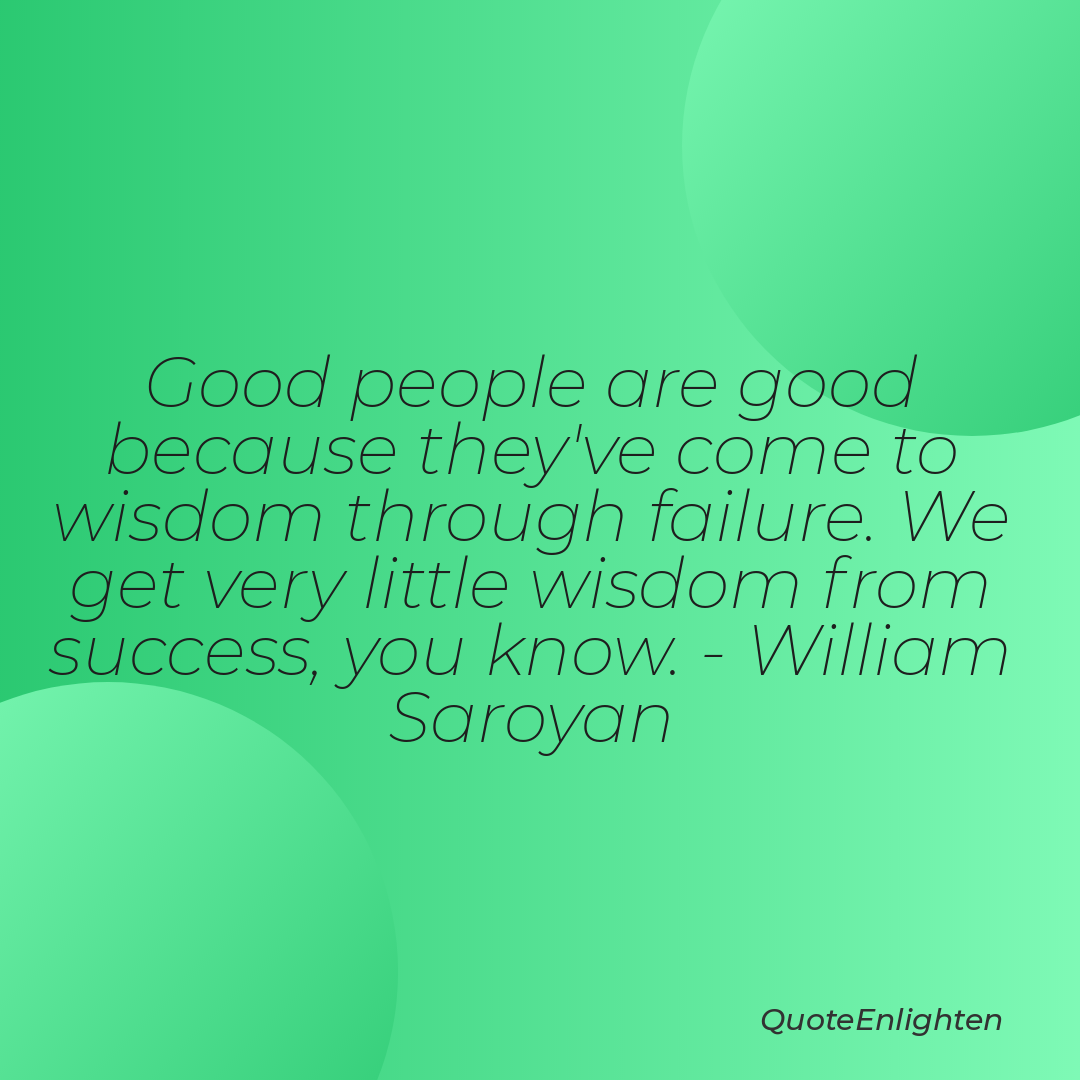 Good people are good
because they've come to
wisdom through failure. We
get very little wisdom from
success, you know. - William
Saroyan
QuoteEnlighten